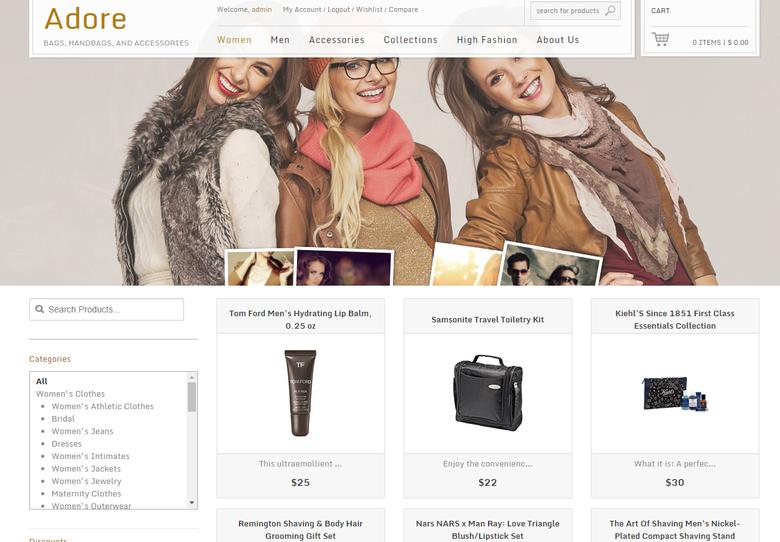 Adore
BAGS, HANDBAGS, AND ACCESSORIES
Welcome, admin My Account / Logout / Wishlist / Compare
search for products
Women Men Accessories Collections High Fashion About Us
CART
0 ITEMS | $ 0.00
Search Products...
Categories
All
Women's Clothes
Women's Athletic Clothes
Bridal
Women's Jeans
Dresses
Women's Intimates
Women's Jackets
Women's Jewelry
Maternity Clothes
Women's Outerwear
Discounts
Tom Ford Men's Hydrating Lip Balm,
0.25 oz
TF
TOM FORD
This ultraemollient ...
$25
Samsonite Travel Toiletry Kit
Enjoy the convenienc...
$22
Kiehl'S Since 1851 First Class
Essentials Collection
What it is: A perfec...
$30
Remington Shaving & Body Hair
Grooming Gift Set
Nars NARS x Man Ray: Love Triangle
Blush/Lipstick Set
The Art Of Shaving Men's Nickel-
Plated Compact Shaving Stand